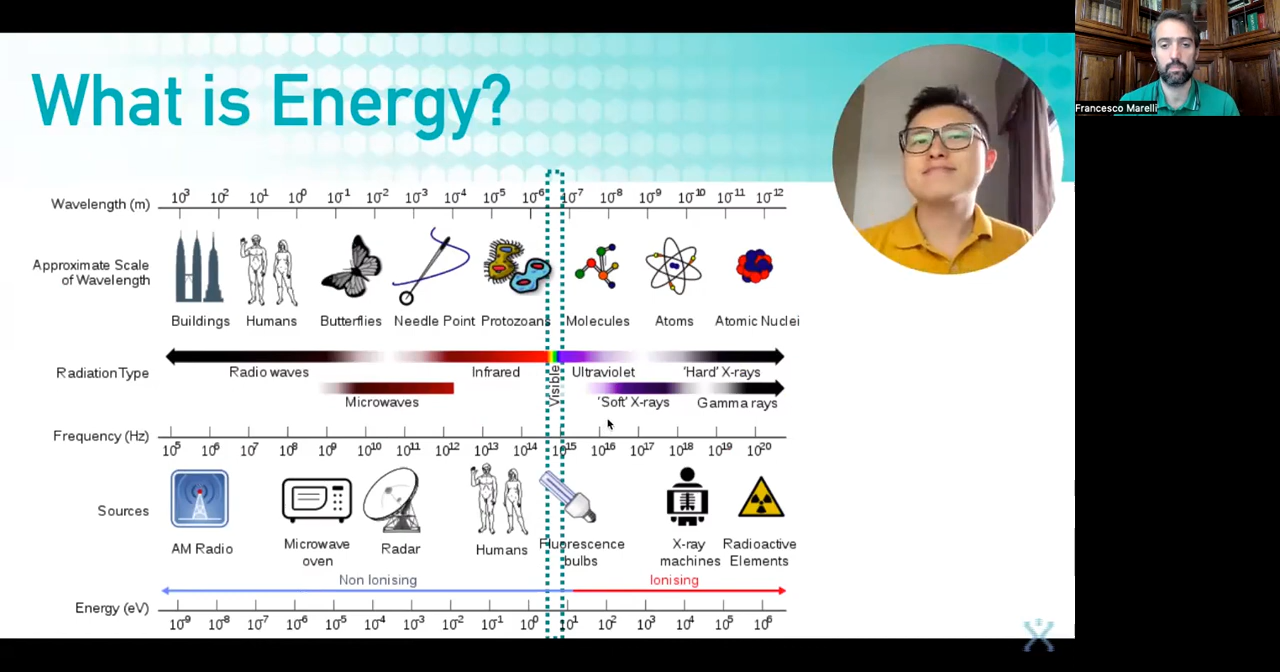 What is Energy?
Francesco Marelli
Wavelength (m) 10³ 10² 10¹ 10⁰ 10⁻¹ 10⁻² 10⁻³ 10⁻⁴ 10⁻⁵ 10⁻⁶ 10⁻⁷ 10⁻⁸ 10⁻⁹ 10⁻¹⁰ 10⁻¹¹ 10⁻¹²
Approximate Scale
of Wavelength
Buildings Humans Butterflies Needle Point Protozoans Molecules Atoms Atomic Nuclei
Radiation Type
Radio waves Infrared Visible Ultraviolet ‘Hard’ X-rays
Microwaves ‘Soft’ X-rays Gamma rays
Frequency (Hz) 10⁵ 10⁶ 10⁷ 10⁸ 10⁹ 10¹⁰ 10¹¹ 10¹² 10¹³ 10¹⁴ 10¹⁵ 10¹⁶ 10¹⁷ 10¹⁸ 10¹⁹ 10²⁰
Sources
AM Radio Microwave oven Radar Humans Fluorescence bulbs X-ray machines Radioactive Elements
Non Ionising Ionising
Energy (eV) 10⁻⁹ 10⁻⁸ 10⁻⁷ 10⁻⁶ 10⁻⁵ 10⁻⁴ 10⁻³ 10⁻² 10⁻¹ 10⁰ 10¹ 10² 10³ 10⁴ 10⁵ 10⁶